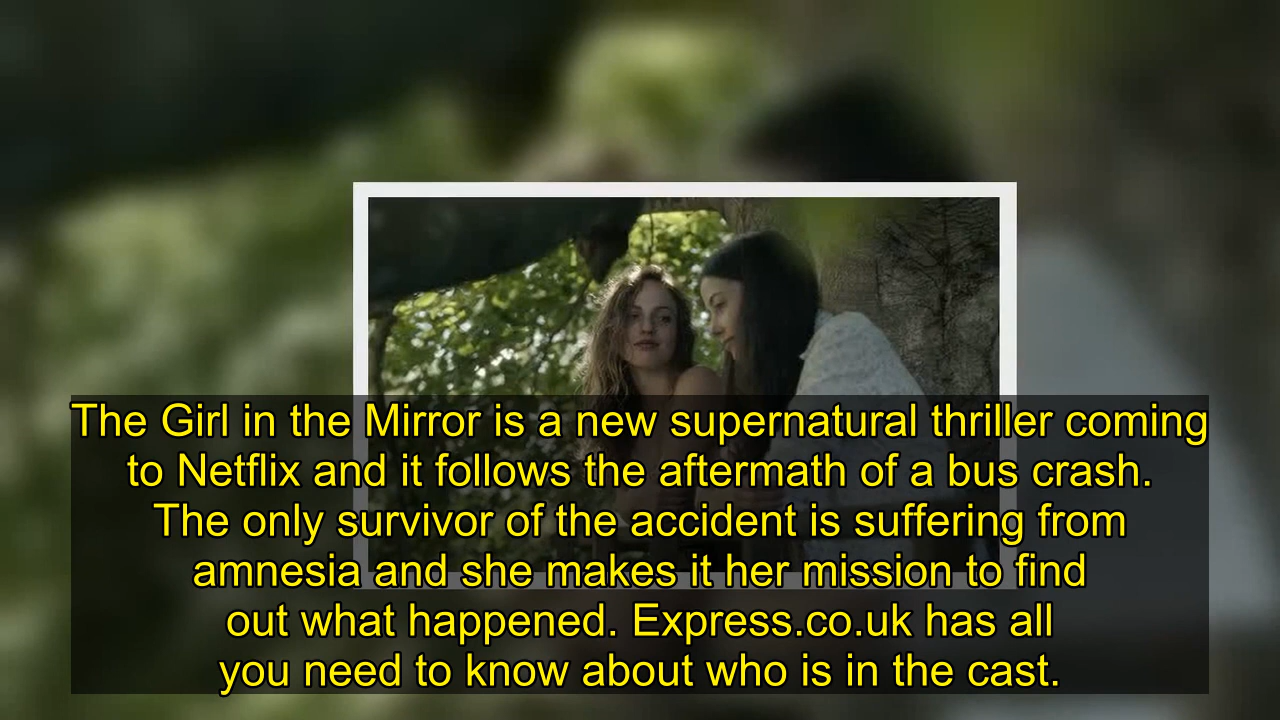 The Girl in the Mirror is a new supernatural thriller coming
to Netflix and it follows the aftermath of a bus crash.
The only survivor of the accident is suffering from
amnesia and she makes it her mission to find
out what happened. Express.co.uk has all
you need to know about who is in the cast.